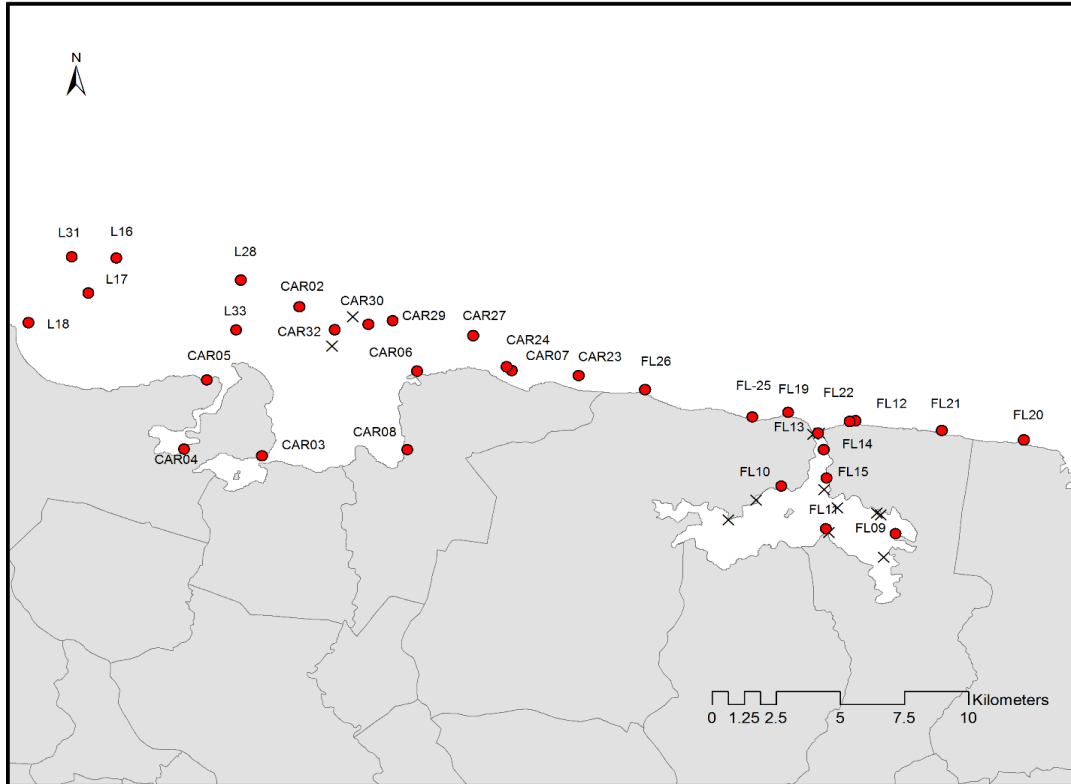 N
L31
L16
L17
L18
L28
L33
CAR02
CAR30
CAR32
CAR29
CAR27
CAR05
CAR06
CAR24
CAR07
CAR23
FL26
FL-25
FL19
FL22
FL12
FL21
FL20
FL13
FL14
CAR04
CAR03
CAR08
FL10
FL15
FL11
FL09
Kilometers
0 1.25 2.5 5 7.5 10